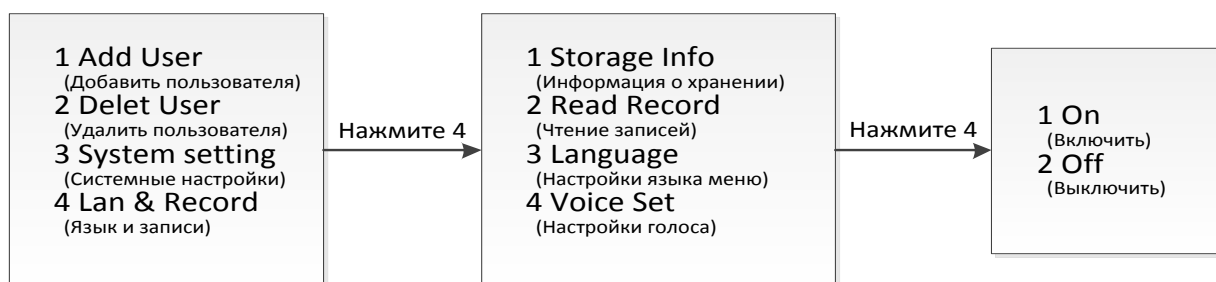 1 Add User
(Добавить пользователя)
2 Delet User
(Удалить пользователя)
3 System setting
(Системные настройки)
4 Lan & Record
(Язык и записи)
Нажмите 4
1 Storage Info
(Информация о хранении)
2 Read Record
(Чтение записей)
3 Language
(Настройки языка меню)
4 Voice Set
(Настройки голоса)
Нажмите 4
1 On
(Включить)
2 Off
(Выключить)